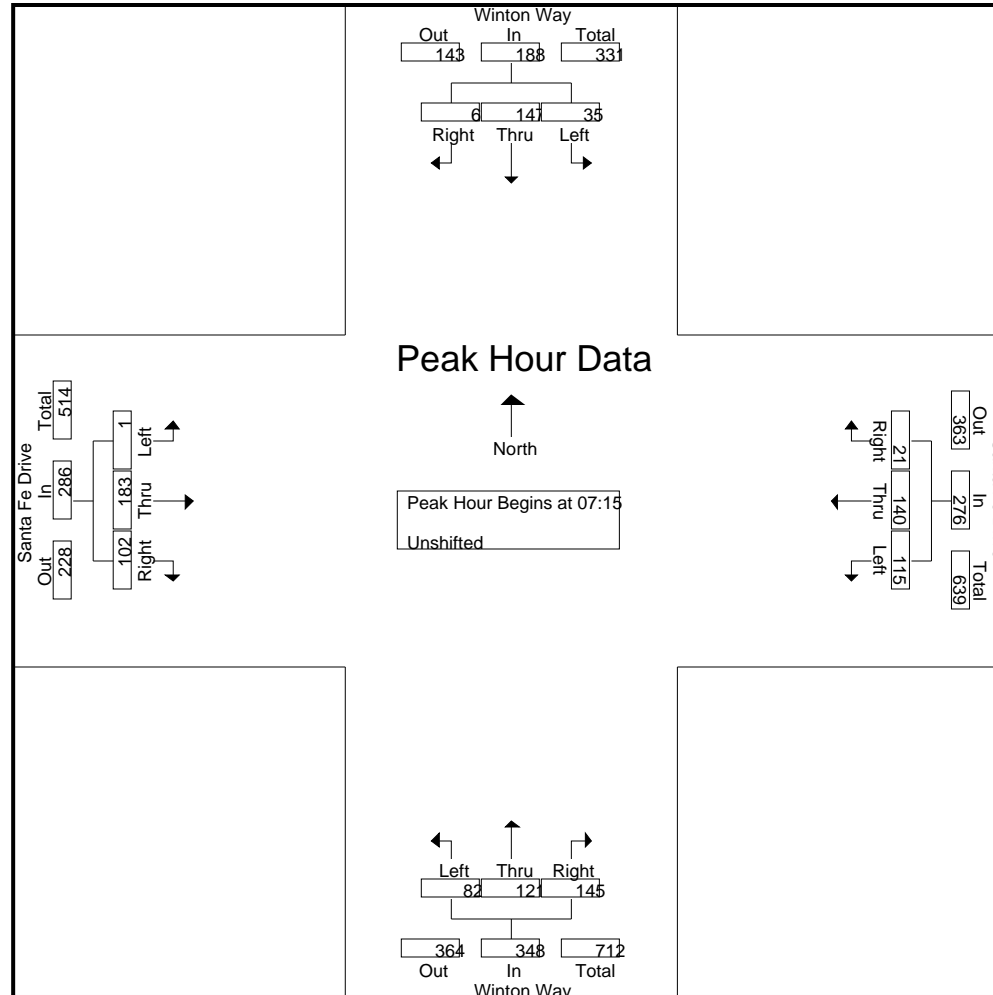 Winton Way
Out In Total
143 188 331
6 147 35
Right Thru Left
Peak Hour Data
North
Peak Hour Begins at 07:15
Unshifted
Santa Fe Drive
Total In Out
514 286 228
1 183 102
Left Thru Right
Out In Total
363 276 639
21 140 115
Right Thru Left
Left Thru Right
82 121 145
364 348 712
Out In Total
Winton Way